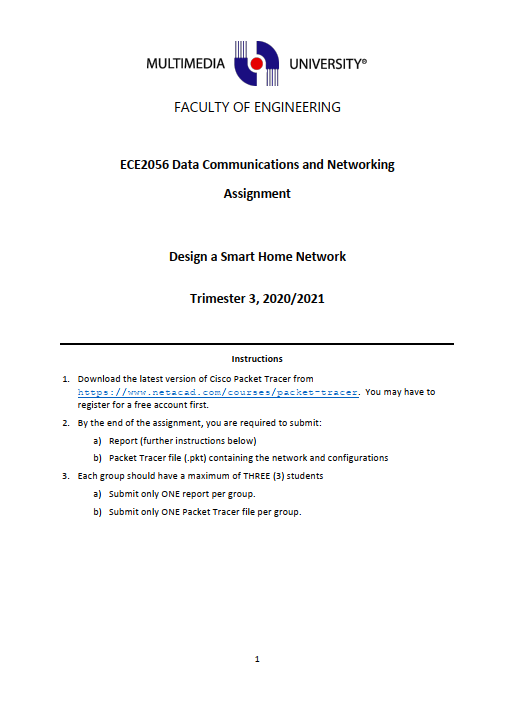 MULTIMEDIA UNIVERSITY®
FACULTY OF ENGINEERING
ECE2056 Data Communications and Networking
Assignment
Design a Smart Home Network
Trimester 3, 2020/2021
Instructions
1. Download the latest version of Cisco Packet Tracer from
https://www.netacad.com/courses/packet-tracer. You may have to
register for a free account first.
2. By the end of the assignment, you are required to submit:
a) Report (further instructions below)
b) Packet Tracer file (.pkt) containing the network and configurations
3. Each group should have a maximum of THREE (3) students
a) Submit only ONE report per group.
b) Submit only ONE Packet Tracer file per group.
1